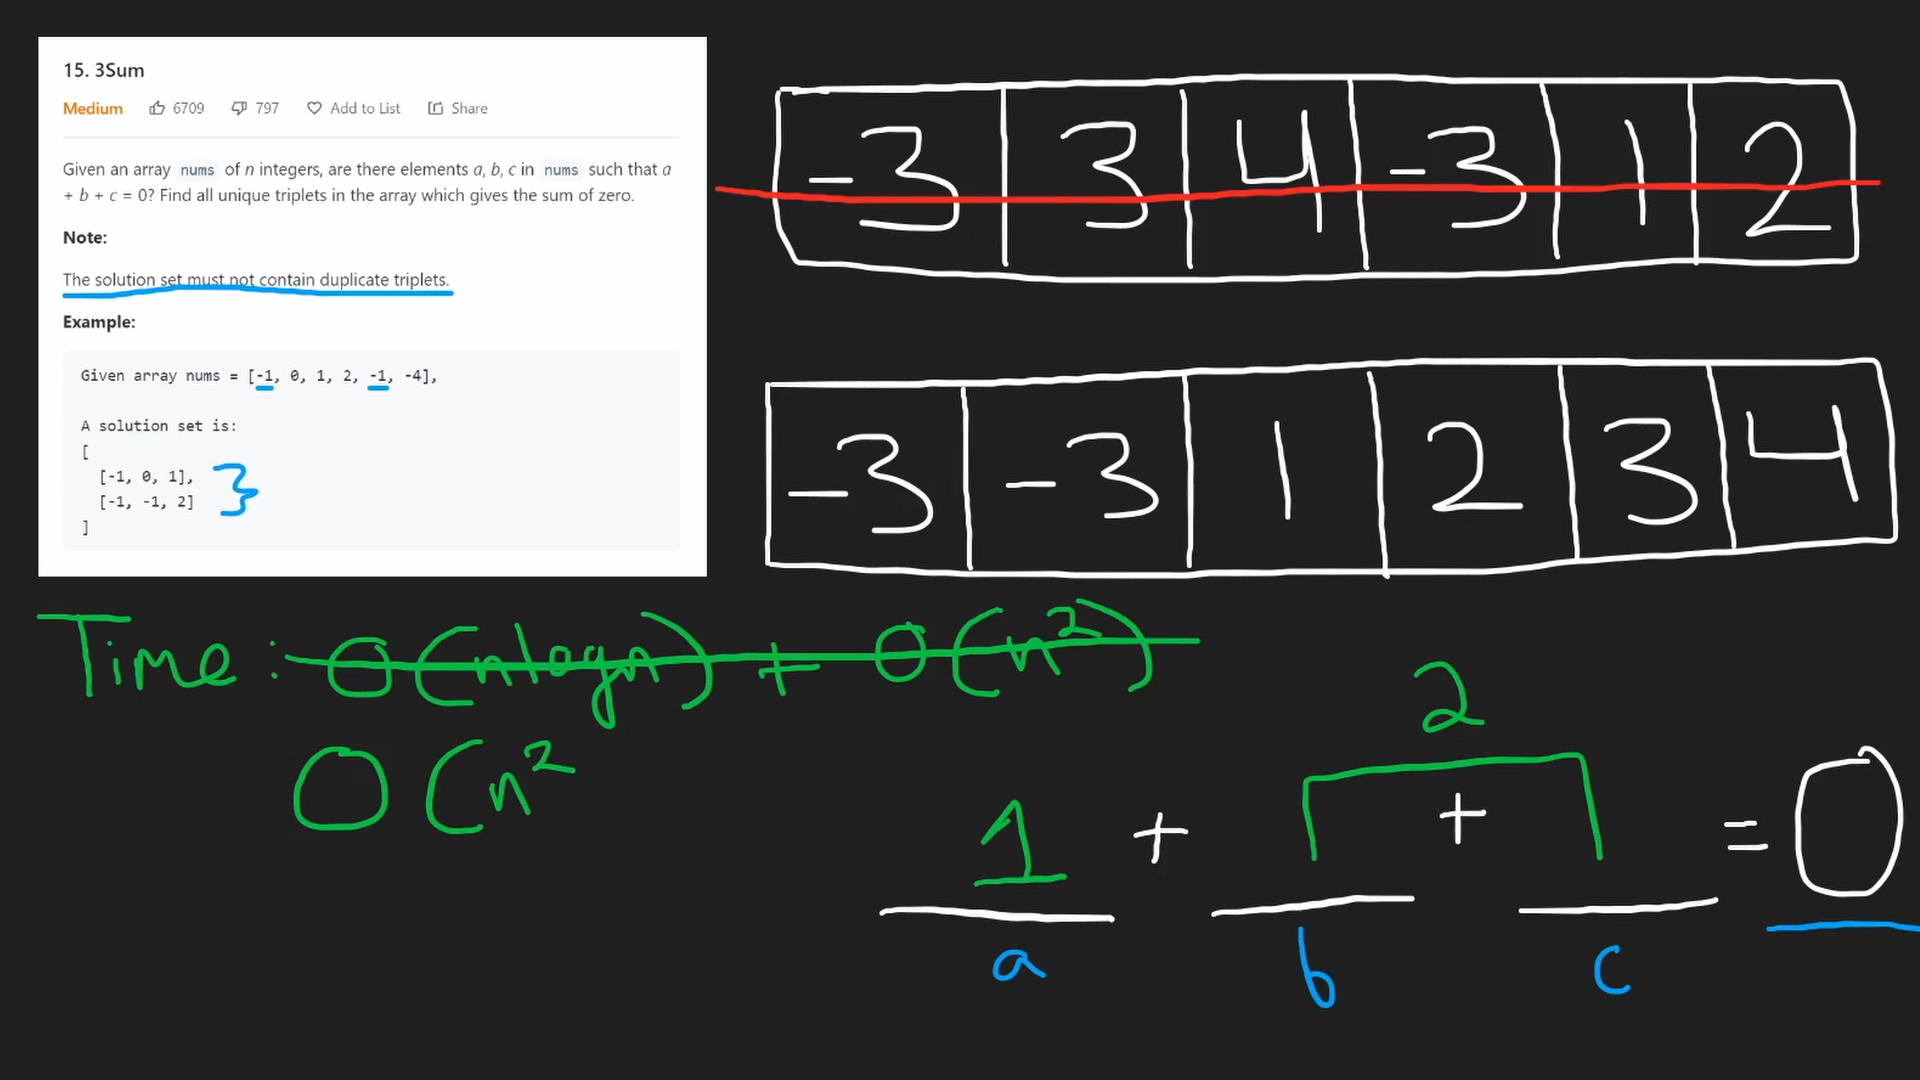 15. 3Sum
Medium 6709 797 Add to List Share
Given an array nums of n integers, are there elements a, b, c in nums such that a
+ b + c = 0? Find all unique triplets in the array which gives the sum of zero.
Note:
The solution set must not contain duplicate triplets.
Example:
Given array nums = [-1, 0, 1, 2, -1, -4],
A solution set is:
[
[-1, 0, 1],
[-1, -1, 2]
]
-3 3 4 -3 1 2
-3 -3 1 2 3 4
Time: O(nlogn) + O(n²)
O(n²
2
1 + + = 0
a b c